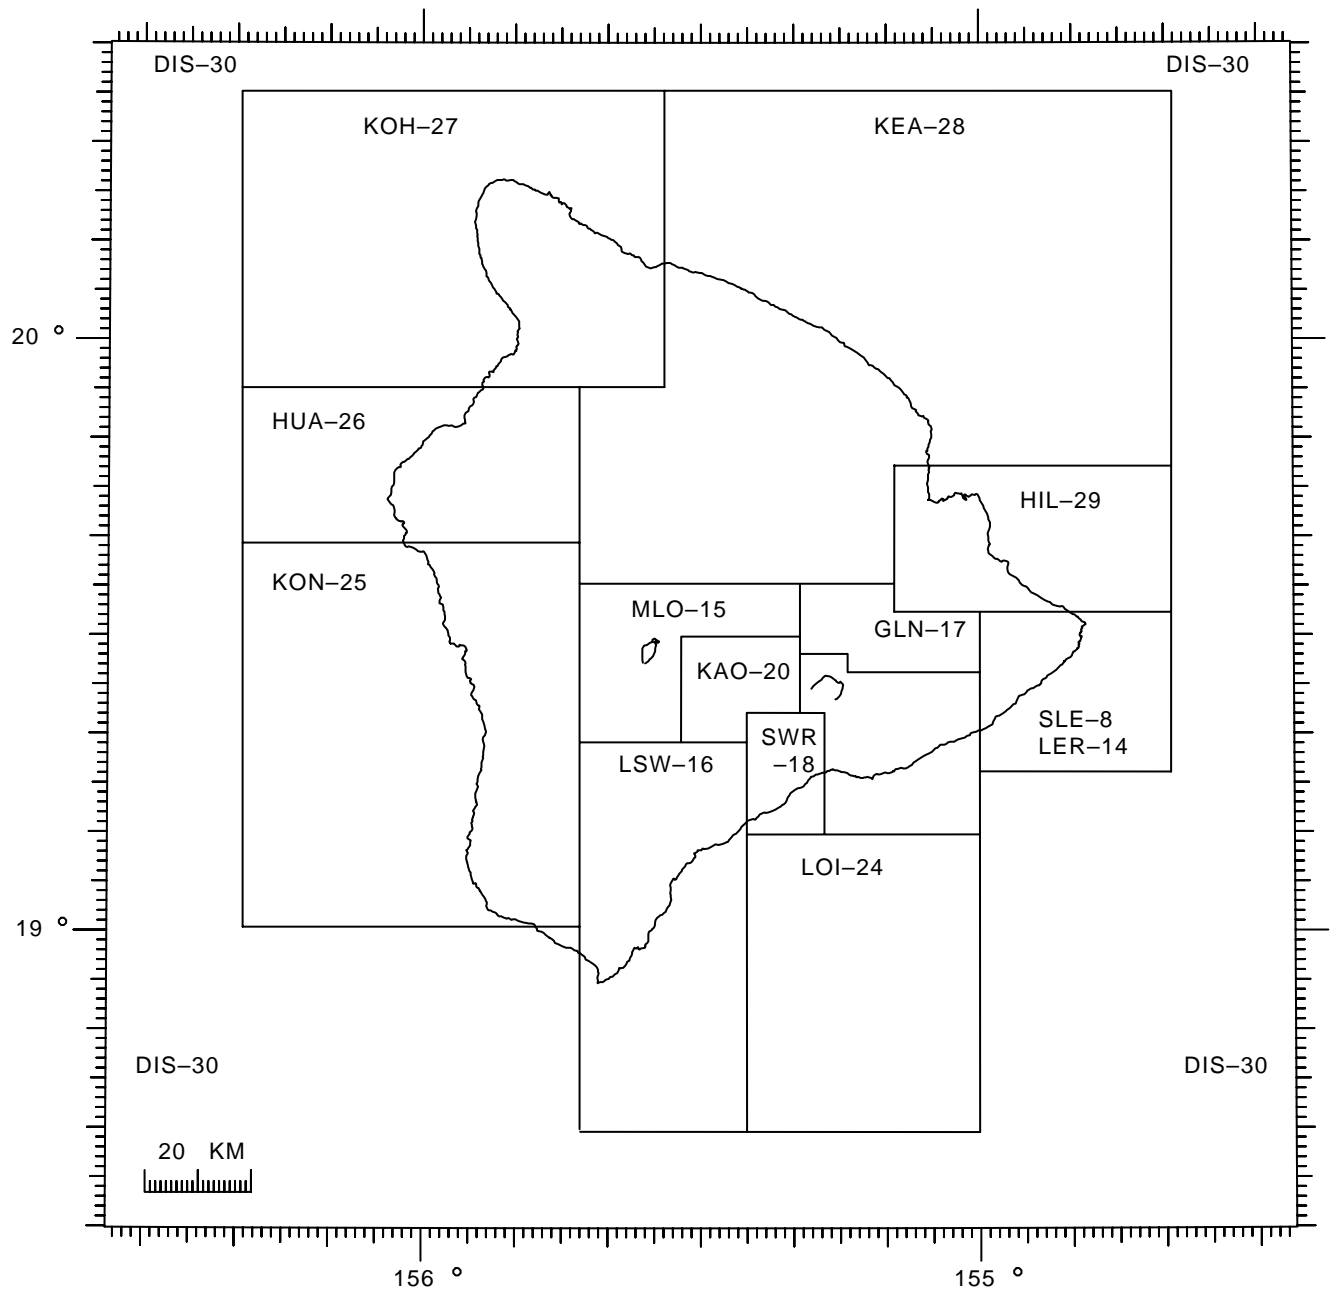 DIS–30 DIS–30
KOH–27 KEA–28
20 °
HUA–26
HIL–29
KON–25
MLO–15
GLN–17
KAO–20
SLE–8
LER–14
SWR
–18
LSW–16
LOI–24
19 °
DIS–30 DIS–30
20 KM
156 ° 155 °